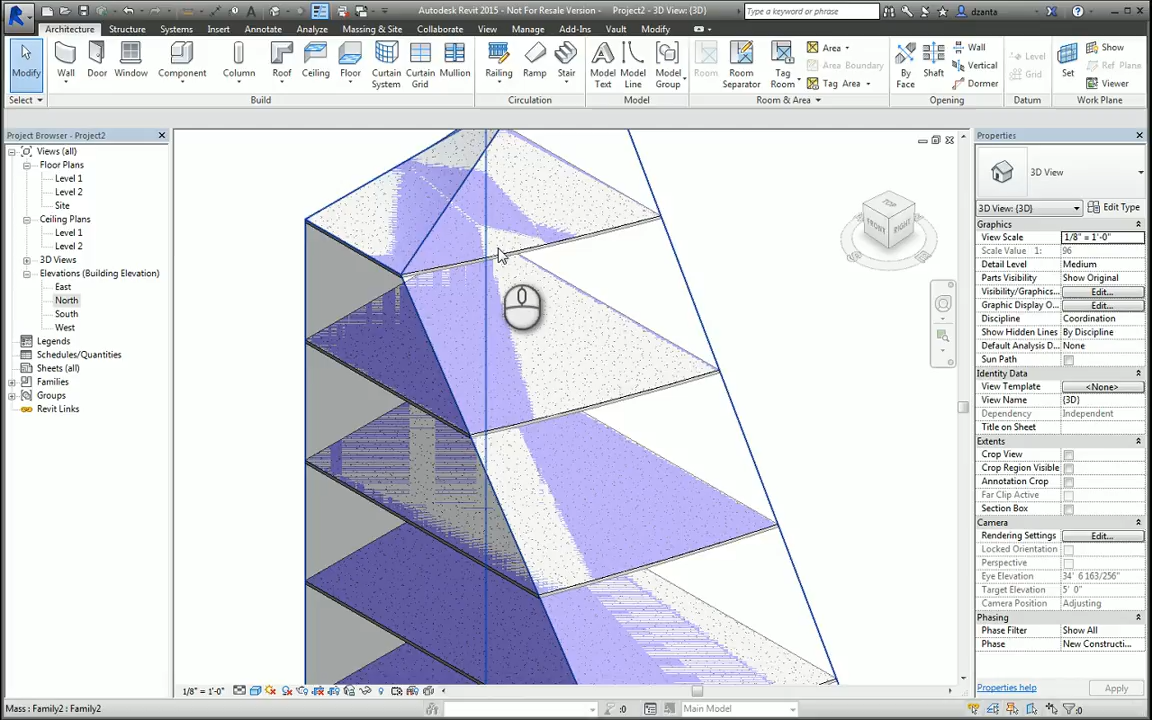 Autodesk Revit 2015 - Not For Resale Version - Project2 - 3D View: {3D}
Type a keyword or phrase
dzanta
Architecture Structure Systems Insert Annotate Analyze Massing & Site Collaborate View Manage Add-Ins Vault Modify
Modify Wall Door Window Component Column Roof Ceiling Floor Curtain System Curtain Grid Mullion Railing Ramp Stair Model Text Model Line Model Group Room Room Separator Tag Room
Area
Area Boundary
Tag Area
By Face Shaft
Wall
Vertical
Dormer
Level
Grid
Set
Show
Ref Plane
Viewer
Select Build Circulation Model Room & Area Opening Datum Work Plane
Project Browser - Project2
Views (all)
Floor Plans
Level 1
Level 2
Site
Ceiling Plans
Level 1
Level 2
3D Views
Elevations (Building Elevation)
East
North
South
West
Legends
Schedules/Quantities
Sheets (all)
Families
Groups
Revit Links
TOP
FRONT
RIGHT
Properties
3D View
3D View: {3D} Edit Type
Graphics
View Scale 1/8" = 1'-0"
Scale Value 1: 96
Detail Level Medium
Parts Visibility Show Original
Visibility/Graphics... Edit...
Graphic Display O... Edit...
Discipline Coordination
Show Hidden Lines By Discipline
Default Analysis D... None
Sun Path
Identity Data
View Template <None>
View Name {3D}
Dependency Independent
Title on Sheet
Extents
Crop View
Crop Region Visible
Annotation Crop
Far Clip Active
Section Box
Camera
Rendering Settings Edit...
Locked Orientation
Perspective
Eye Elevation 34' 6 163/256"
Target Elevation 5' 0"
Camera Position Adjusting
Phasing
Phase Filter Show All
Phase New Constructi...
Properties help Apply
1/8" = 1'-0"
Mass : Family2 : Family2
:0
Main Model
:0